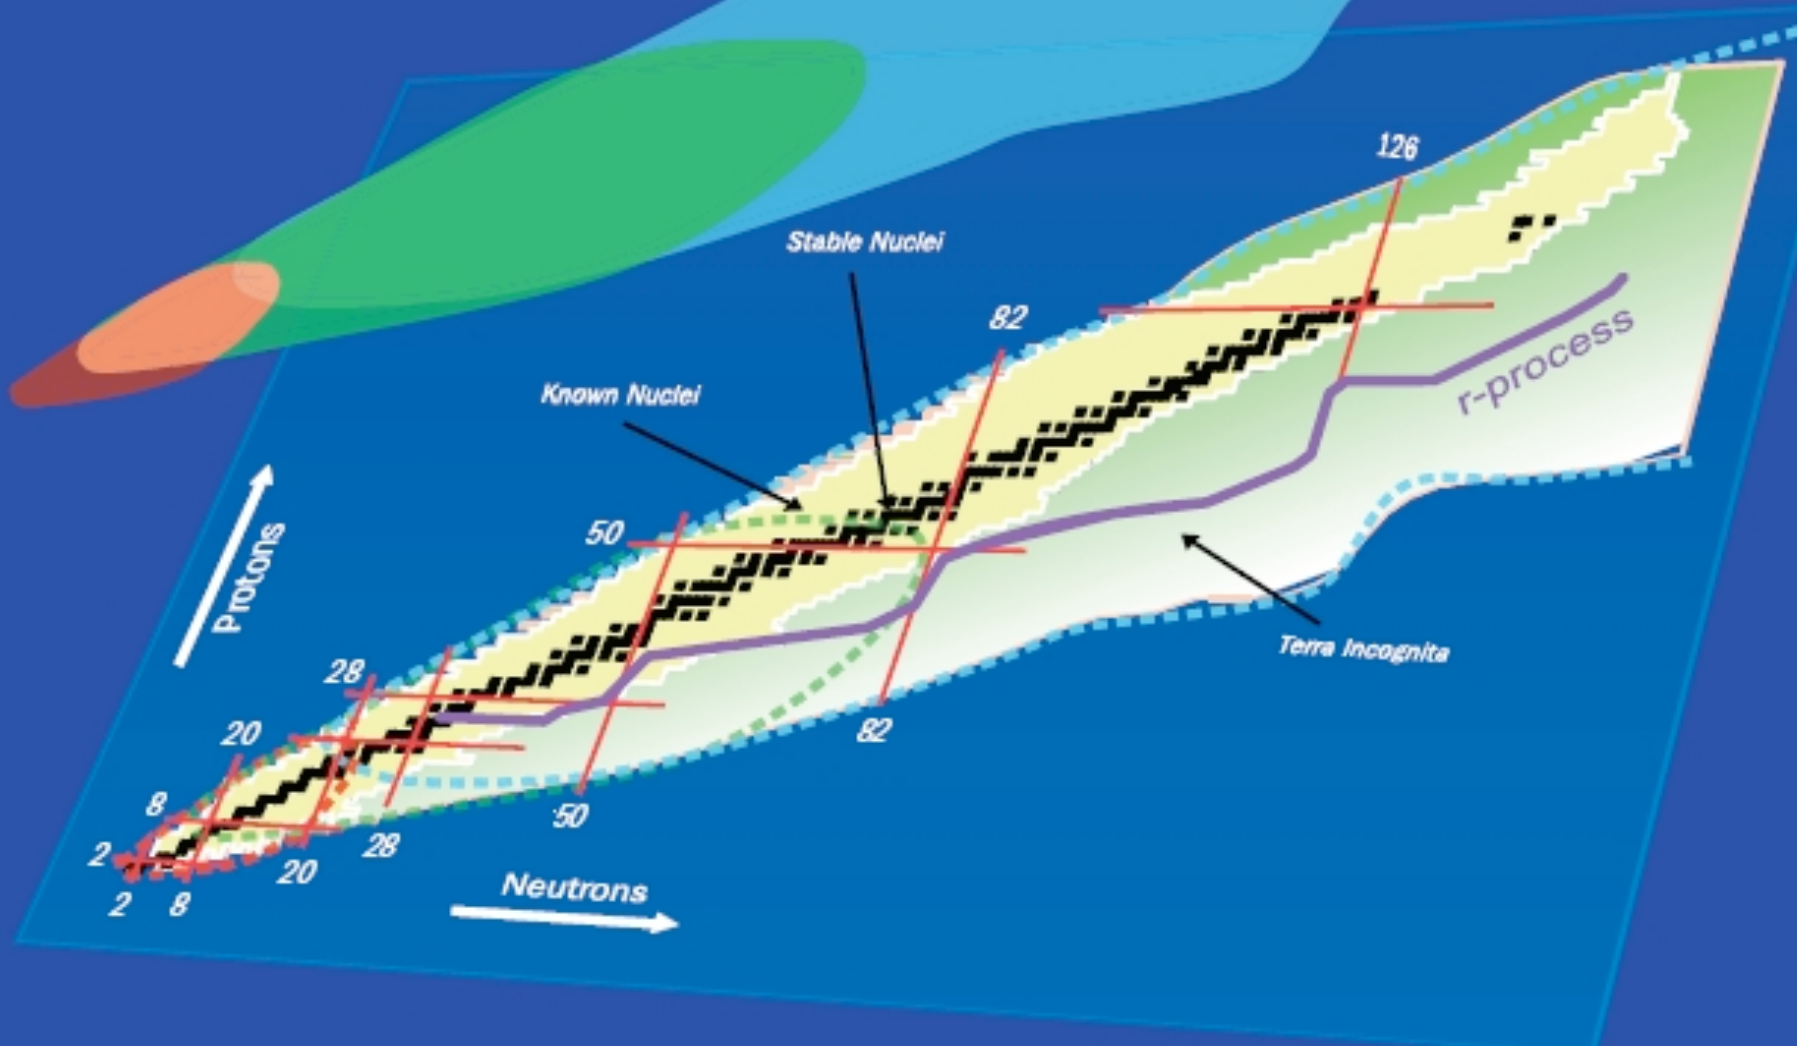 126
Stable Nuclei
82
Known Nuclei
r-process
50
Protons
Terra Incognita
28
82
20
50
8
28
2
20
Neutrons
2
8